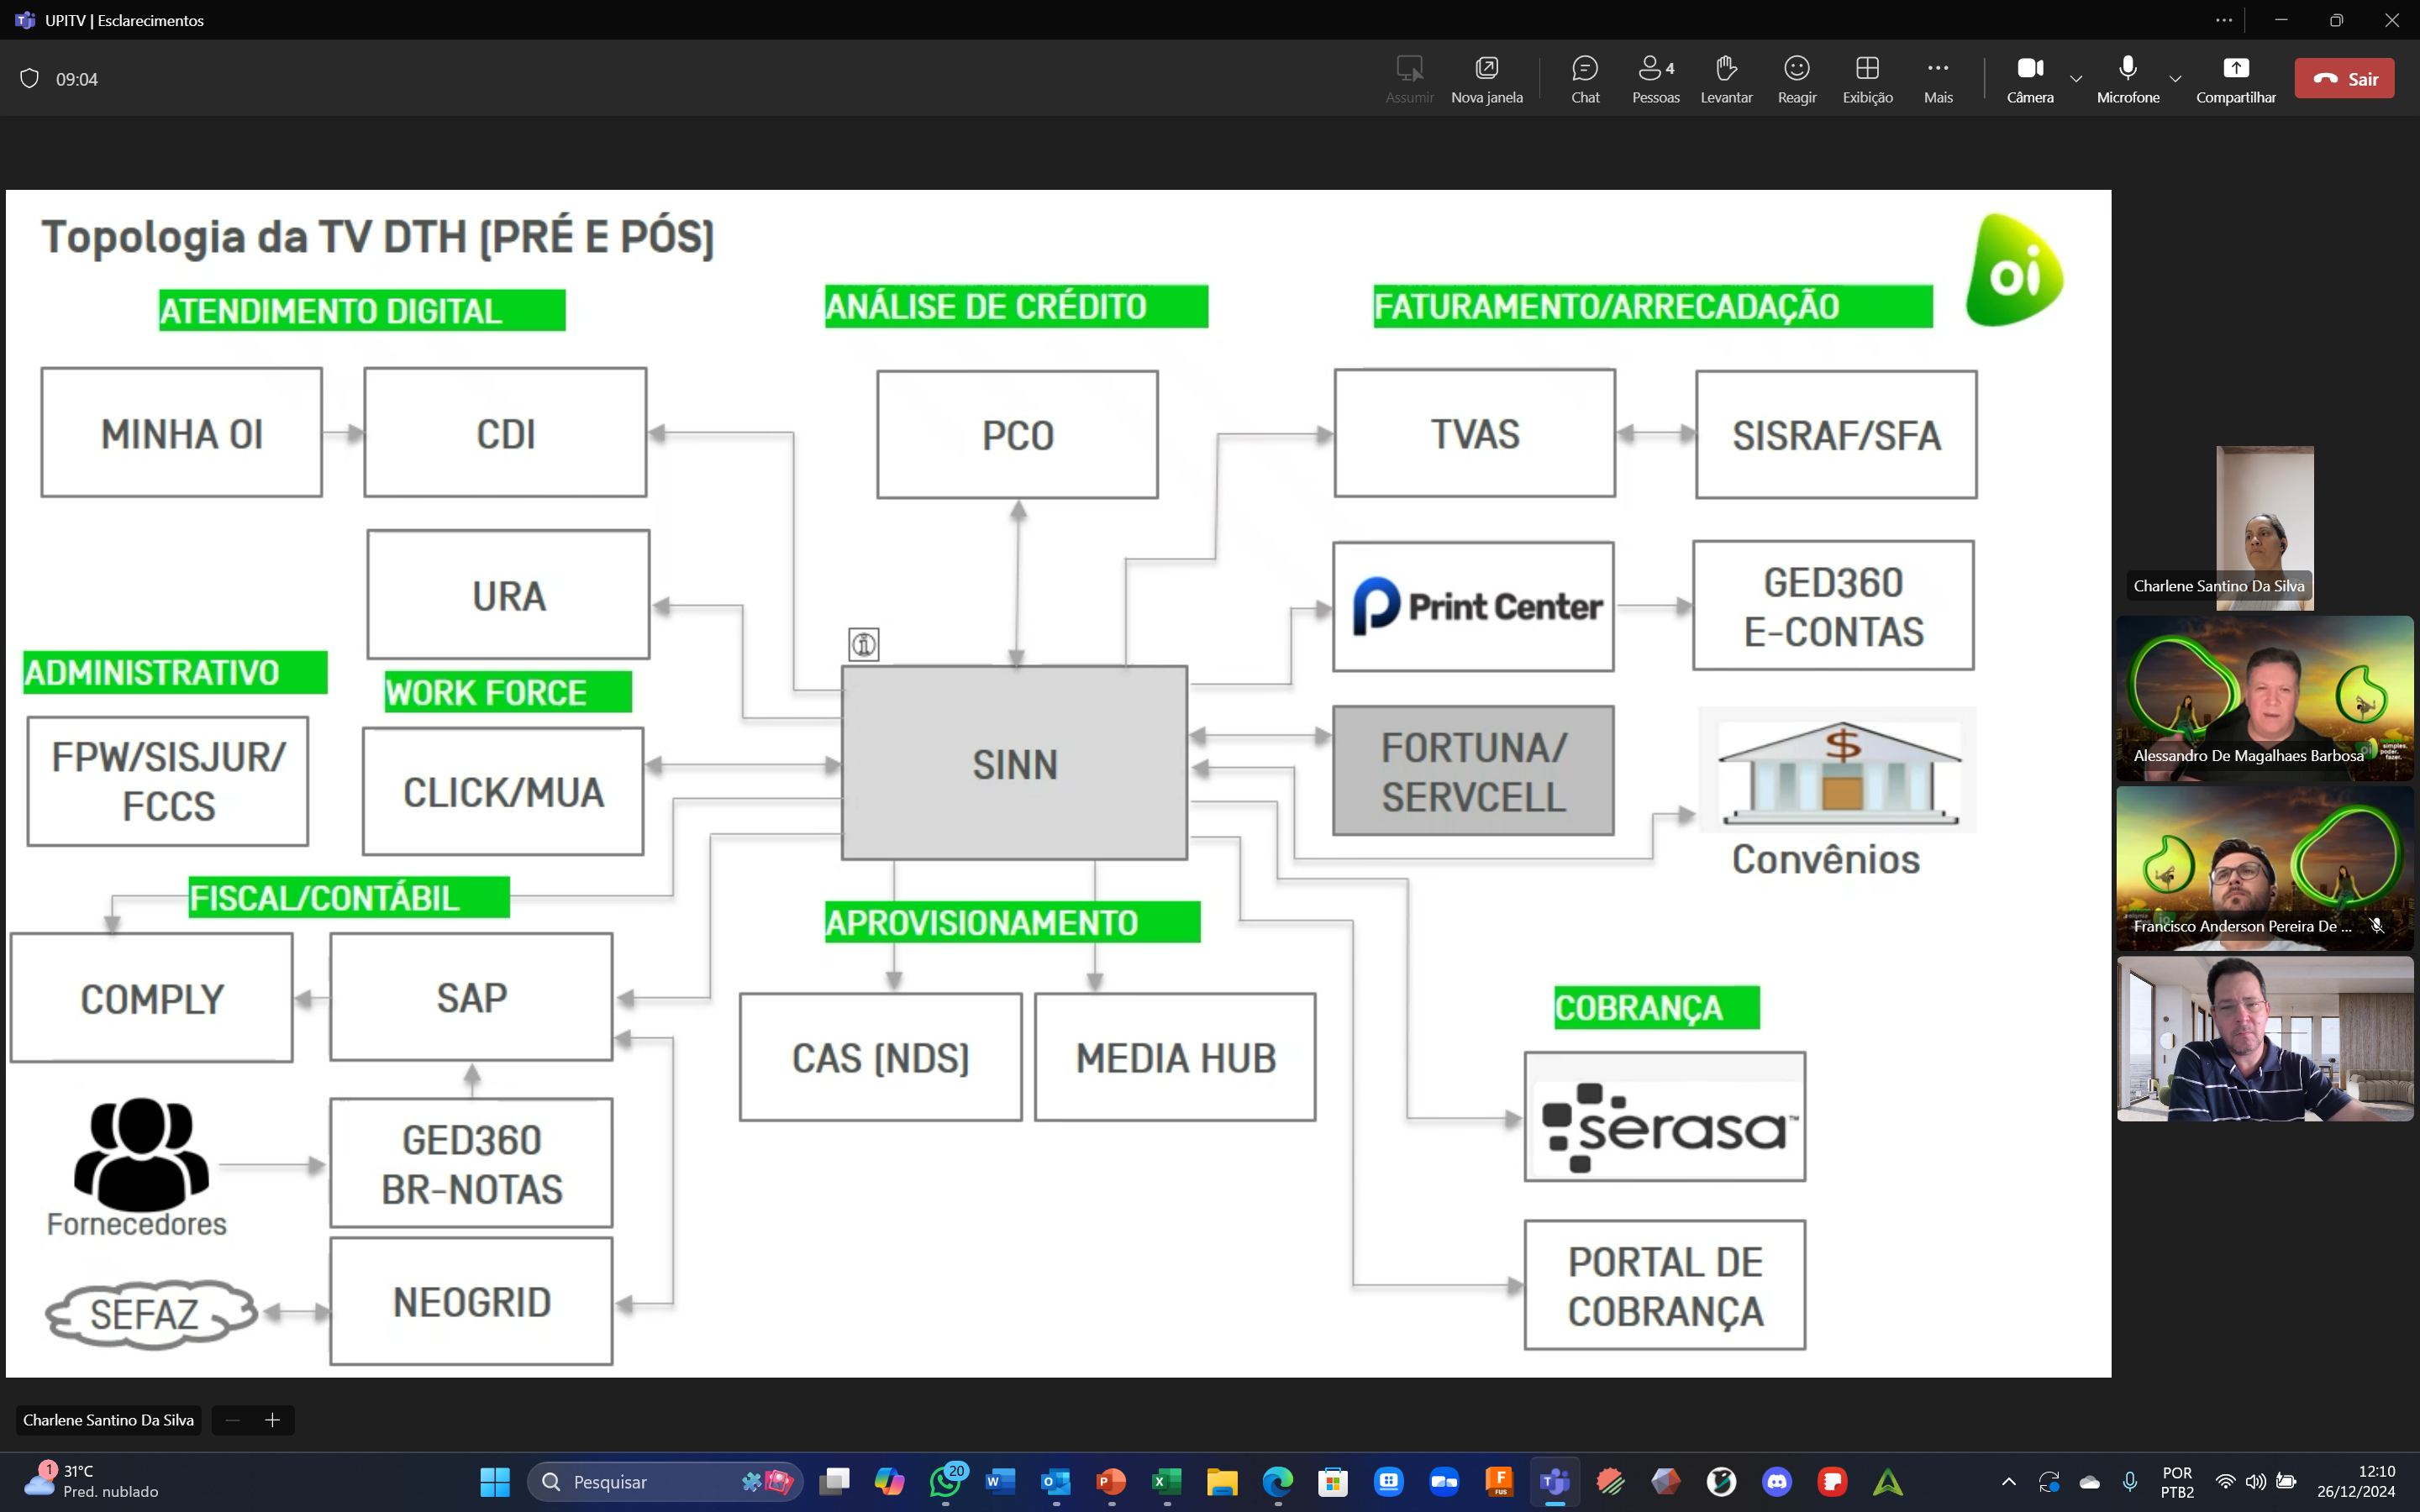 UPITV | Esclarecimentos
09:04
Assumir
Nova janela
Chat
4
Pessoas
Levantar
Reagir
Exibição
Mais
Câmera
Microfone
Compartilhar
Sair
Topologia da TV DTH (PRÉ E PÓS)
oi
ATENDIMENTO DIGITAL
ANÁLISE DE CRÉDITO
FATURAMENTO/ARRECADAÇÃO
MINHA OI
CDI
PCO
TVAS
SISRAF/SFA
URA
Print Center
GED360
E-CONTAS
ADMINISTRATIVO
WORK FORCE
FPW/SISJUR/
FCCS
CLICK/MUA
SINN
FORTUNA/
SERVCELL
$
Convênios
FISCAL/CONTÁBIL
APROVISIONAMENTO
COMPLY
SAP
CAS (NDS)
MEDIA HUB
COBRANÇA
serasa™
Fornecedores
GED360
BR-NOTAS
SEFAZ
NEOGRID
PORTAL DE
COBRANÇA
Charlene Santino Da Silva
Alessandro De Magalhaes Barbosa
Francisco Anderson Pereira De ...
Charlene Santino Da Silva
1
31°C
Pred. nublado
Pesquisar
20
POR
PTB2
12:10
26/12/2024